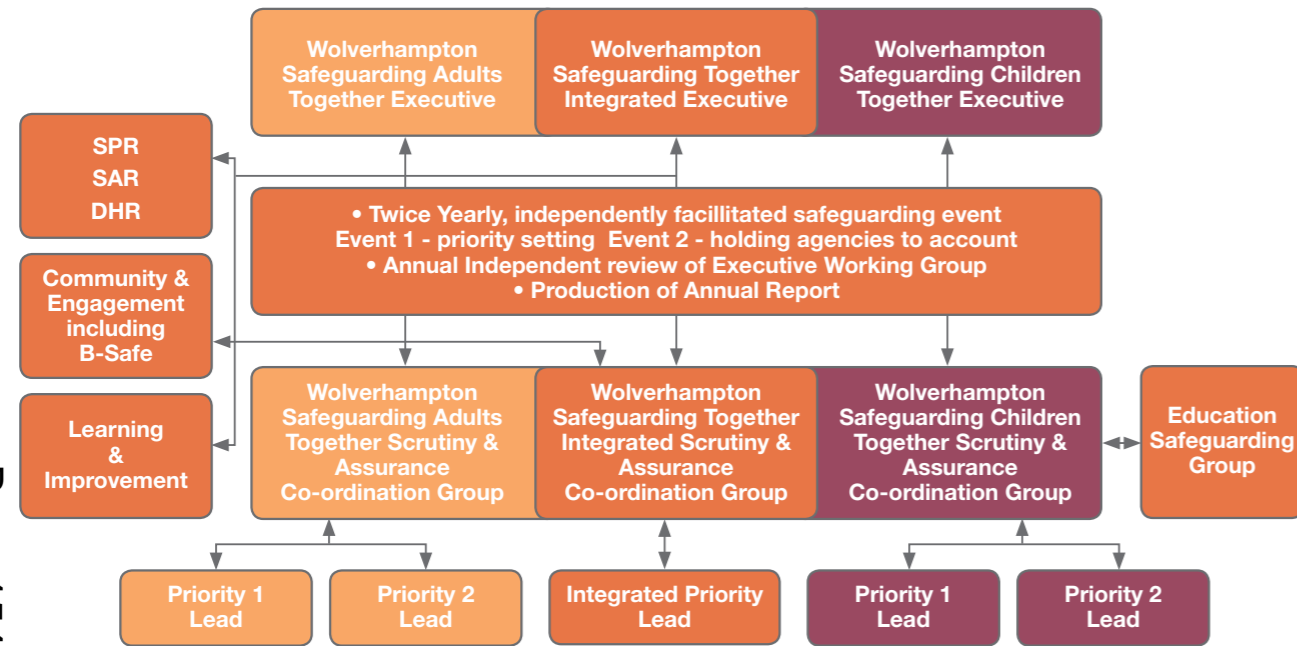 Wolverhampton
Safeguarding Adults
Together Executive
Wolverhampton
Safeguarding Together
Integrated Executive
Wolverhampton
Safeguarding Children
Together Executive
SPR
SAR
DHR
• Twice Yearly, independently facillitated safeguarding event
Event 1 - priority setting Event 2 - holding agencies to account
• Annual Independent review of Executive Working Group
• Production of Annual Report
Community &
Engagement
including
B-Safe
Learning
&
Improvement
Wolverhampton
Safeguarding Adults
Together Scrutiny &
Assurance
Co-ordination Group
Wolverhampton
Safeguarding Together
Integrated Scrutiny &
Assurance
Co-ordination Group
Wolverhampton
Safeguarding Children
Together Scrutiny &
Assurance
Co-ordination Group
Education
Safeguarding
Group
Priority 1
Lead
Priority 2
Lead
Integrated Priority
Lead
Priority 1
Lead
Priority 2
Lead